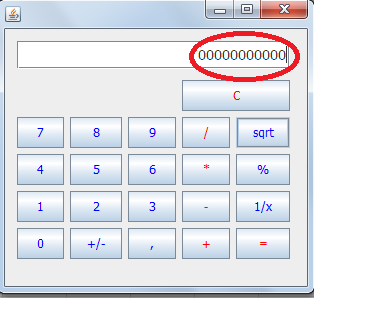 00000000000
C
7 8 9 / sqrt
4 5 6 * %
1 2 3 - 1/x
0 +/- , + =